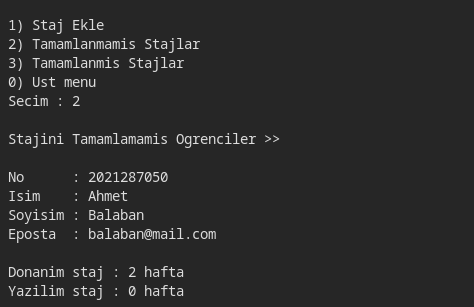 1) Staj Ekle
2) Tamamlanmamis Stajlar
3) Tamamlanmis Stajlar
0) Ust menu
Secim : 2
Stajini Tamamlamamis Ogrenciler >>
No : 2021287050
Isim : Ahmet
Soyisim : Balaban
Eposta : balaban@mail.com
Donanim staj : 2 hafta
Yazilim staj : 0 hafta